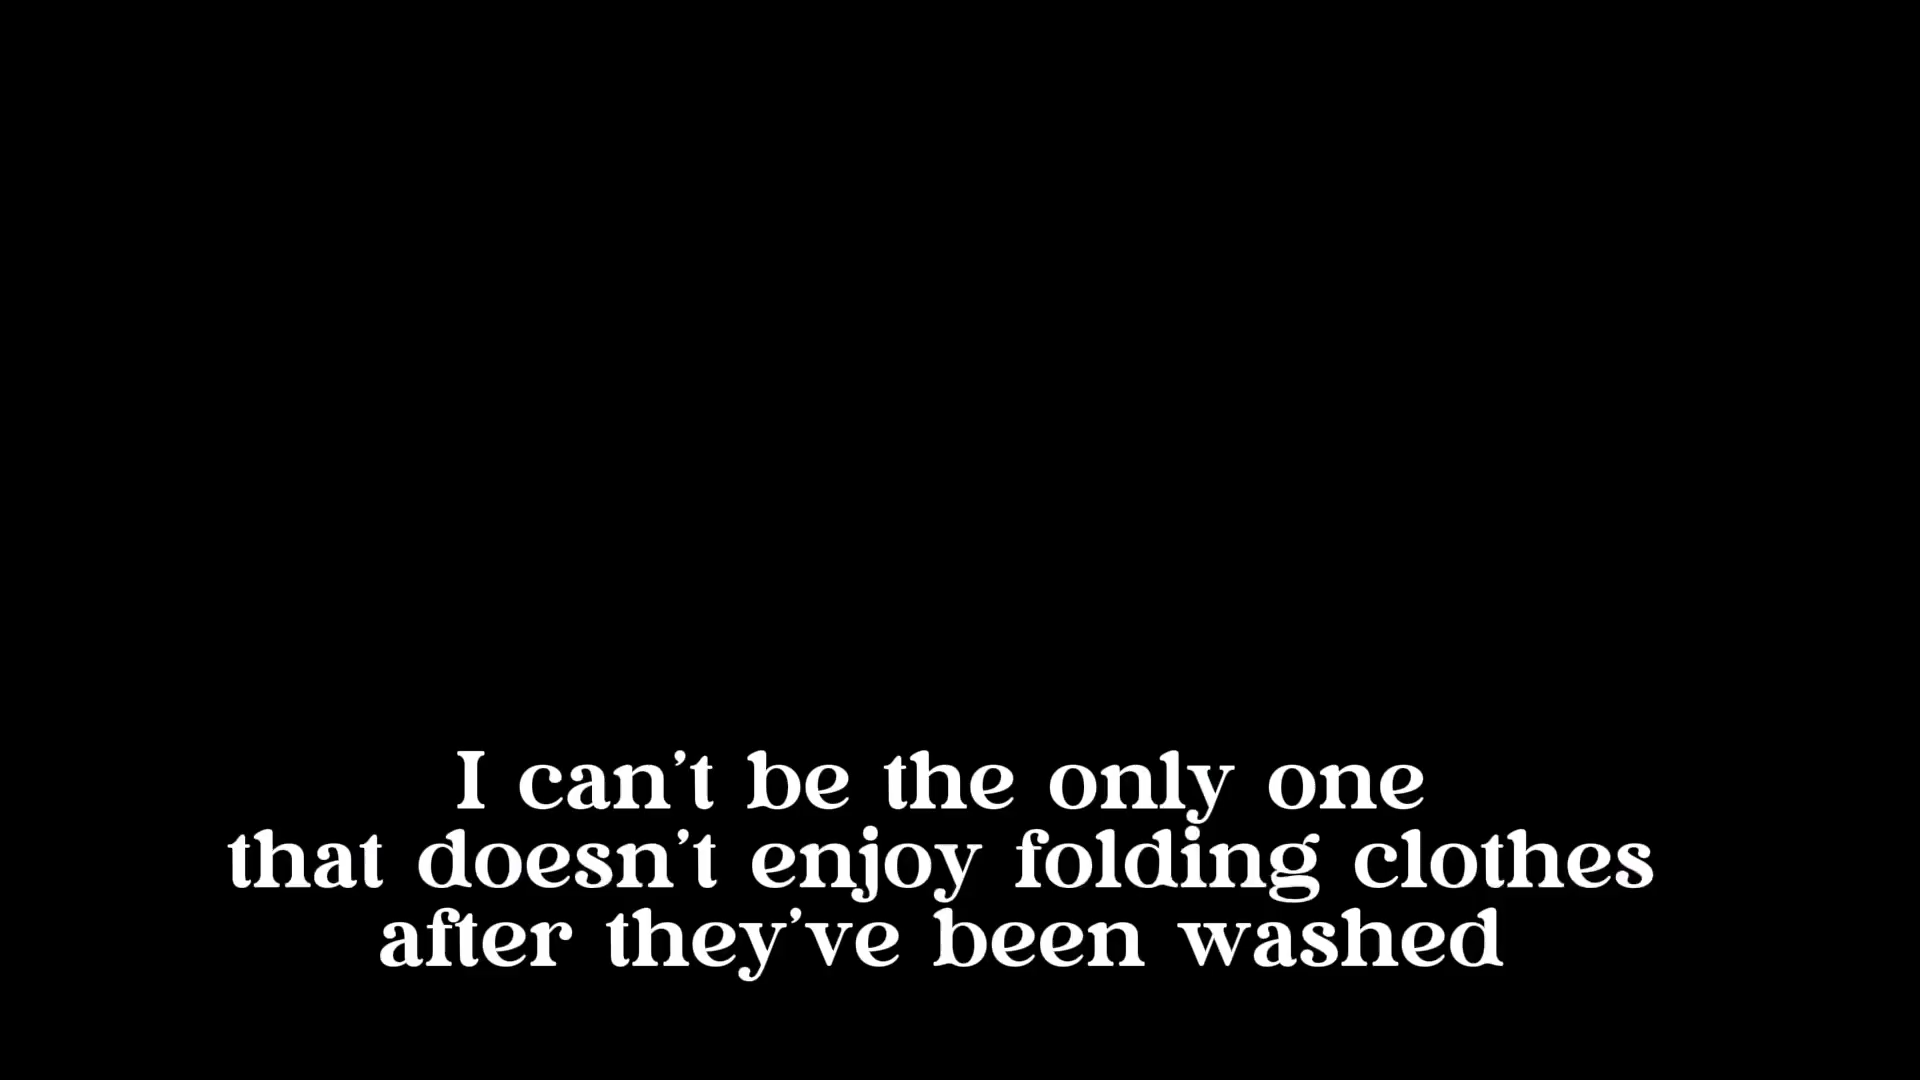 I can't be the only one
that doesn't enjoy folding clothes
after they've been washed